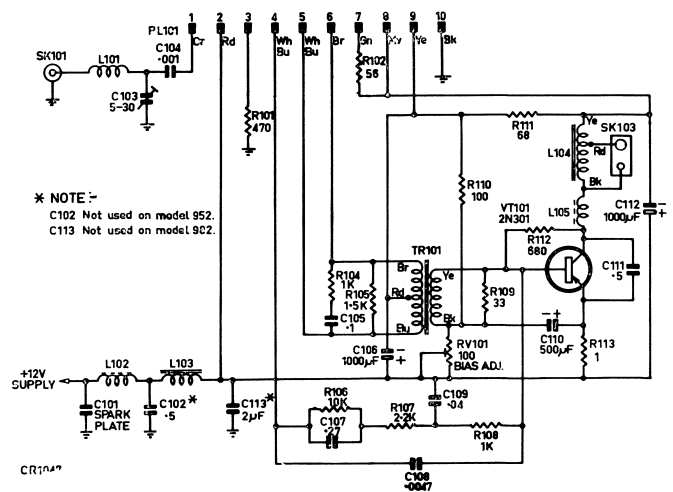 1 2 3 4 5 6 7 8 9 10
PL101
Cr Rd Wh Bu Wh Bu Br Gn Ye Bk
SK101
L101
C104
·001
C103
5-30
R101
470
R102
56
R111
68
Ye
SK103
Rd
L104
Bk
R110
100
L105
C112
1000µF
- +
VT101
2N301
R112
680
C111
·5
* NOTE:-
C102 Not used on model 952.
C113 Not used on model 902.
TR101
Br
Ye
R104
1K
R105
1·5K
Rd
C105
·1
Blu
Bk
R109
33
- +
C110
500µF
R113
1
C106
1000µF
- +
RV101
100
BIAS ADJ.
+12V
SUPPLY
L102
L103
C101
SPARK
PLATE
C102*
·5
C113*
2µF
R106
10K
C107
·27
R107
2·2K
C109
·04
R108
1K
C108
·0047